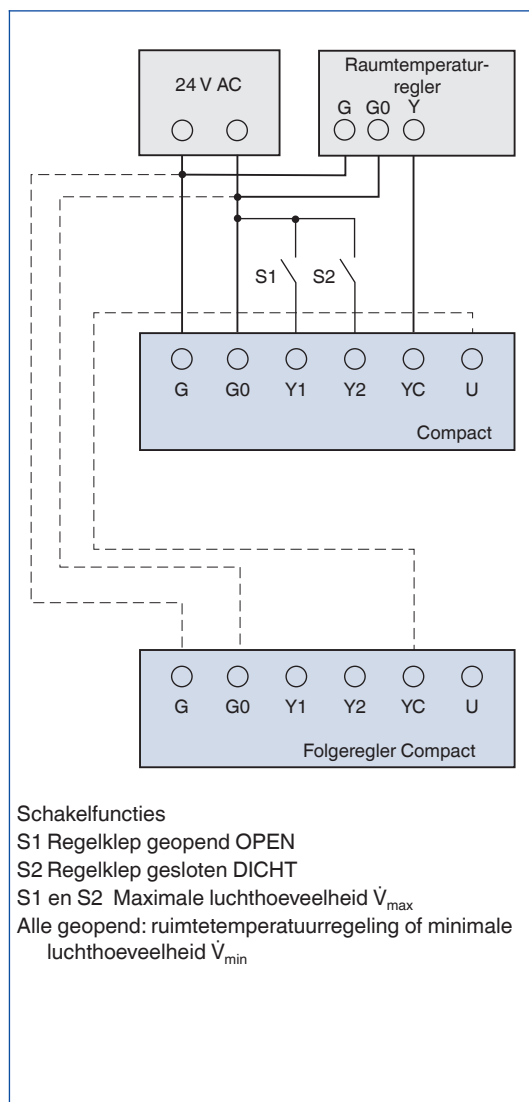 24 V AC
Raumtemperatur-
regler
G G0 Y
S1 S2
G G0 Y1 Y2 YC U
Compact
G G0 Y1 Y2 YC U
Folgeregler Compact
Schakelfuncties
S1 Regelklep geopend OPEN
S2 Regelklep gesloten DICHT
S1 en S2 Maximale luchthoeveelheid V̇max
Alle geopend: ruimtetemperatuurregeling of minimale
luchthoeveelheid V̇min